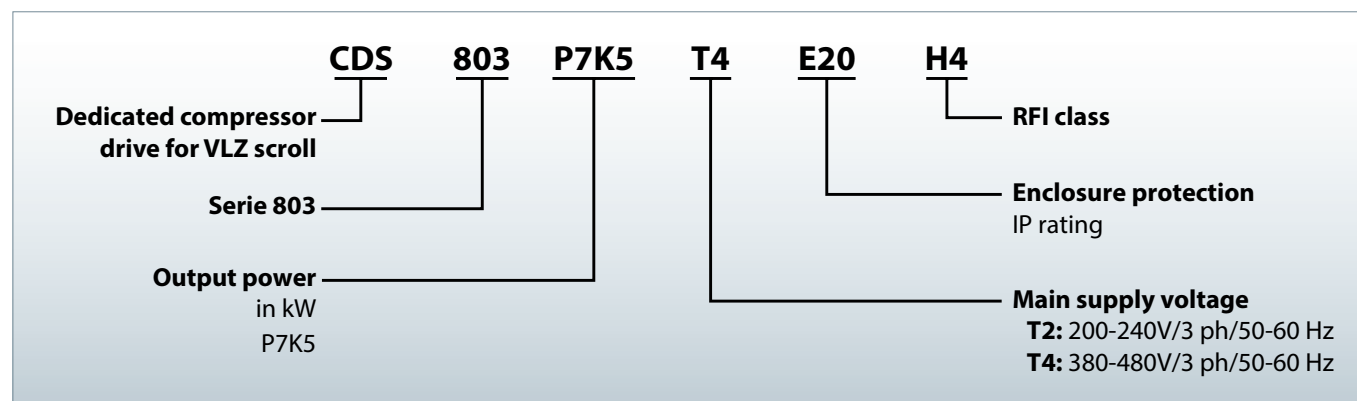 CDS 803 P7K5 T4 E20 H4
Dedicated compressor
drive for VLZ scroll
Serie 803
Output power
in kW
P7K5
RFI class
Enclosure protection
IP rating
Main supply voltage
T2: 200-240V/3 ph/50-60 Hz
T4: 380-480V/3 ph/50-60 Hz